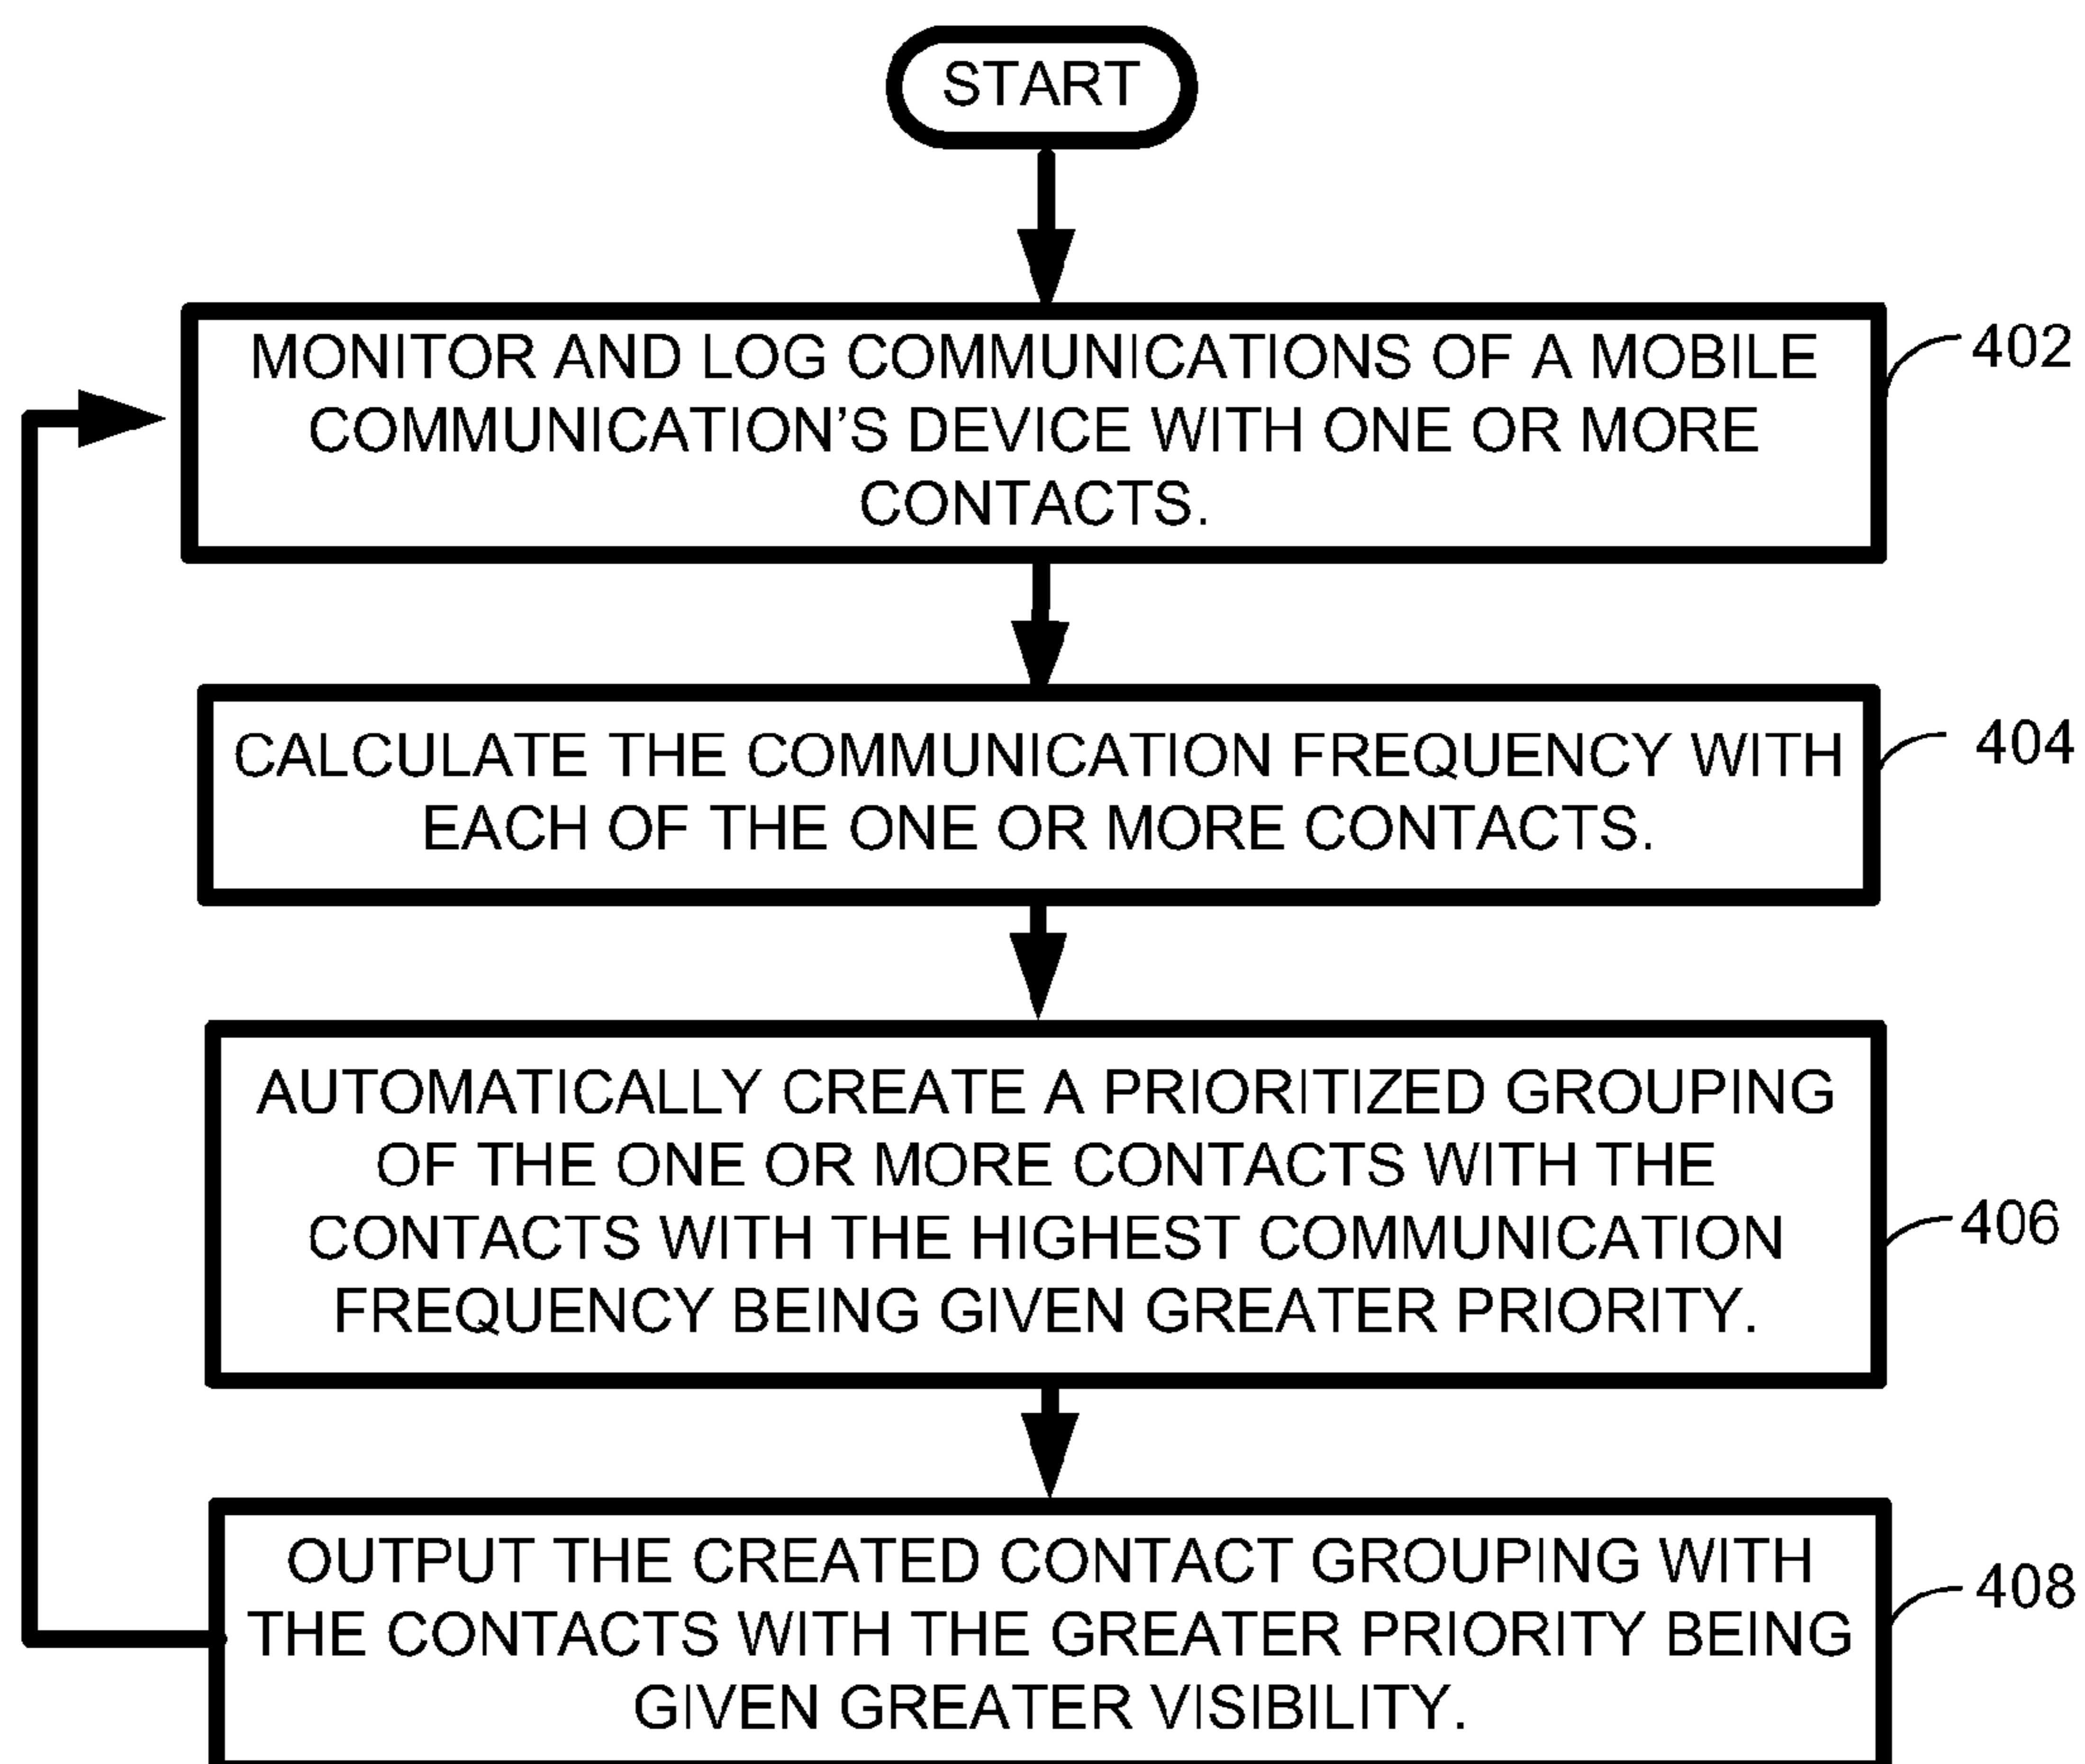 START
MONITOR AND LOG COMMUNICATIONS OF A MOBILE
COMMUNICATION'S DEVICE WITH ONE OR MORE
CONTACTS.
402
CALCULATE THE COMMUNICATION FREQUENCY WITH
EACH OF THE ONE OR MORE CONTACTS.
404
AUTOMATICALLY CREATE A PRIORITIZED GROUPING
OF THE ONE OR MORE CONTACTS WITH THE
CONTACTS WITH THE HIGHEST COMMUNICATION
FREQUENCY BEING GIVEN GREATER PRIORITY.
406
OUTPUT THE CREATED CONTACT GROUPING WITH
THE CONTACTS WITH THE GREATER PRIORITY BEING
GIVEN GREATER VISIBILITY.
408